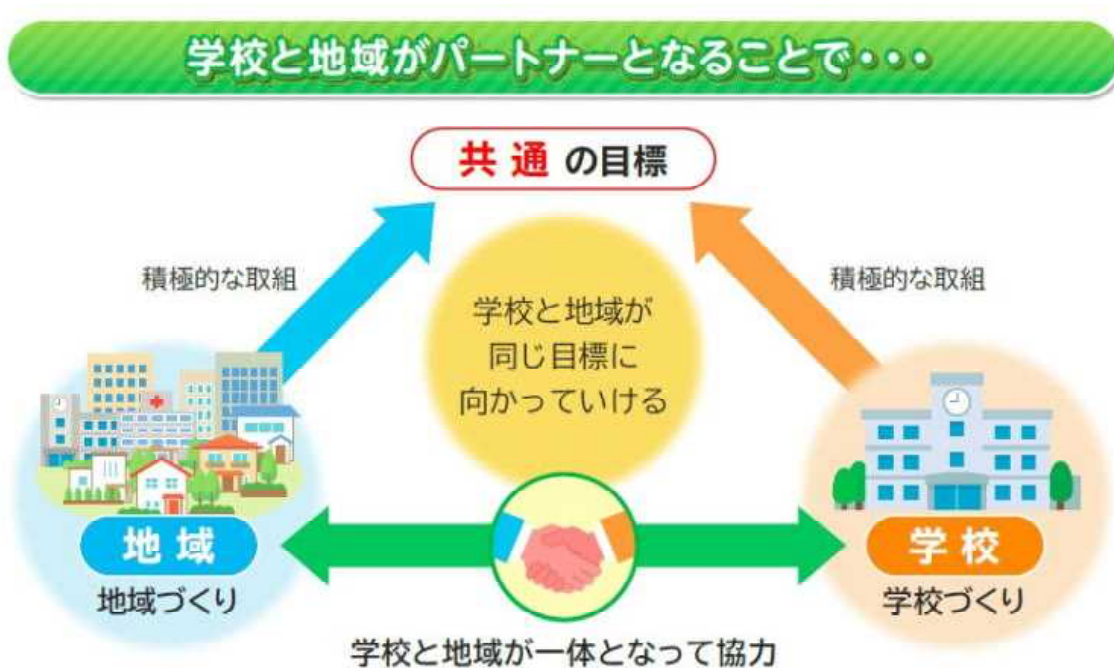 学校と地域がパートナーとなることで・・・
共通の目標
積極的な取組
積極的な取組
学校と地域が
同じ目標に
向かっていける
地域
学校
地域づくり
学校づくり
学校と地域が一体となって協力